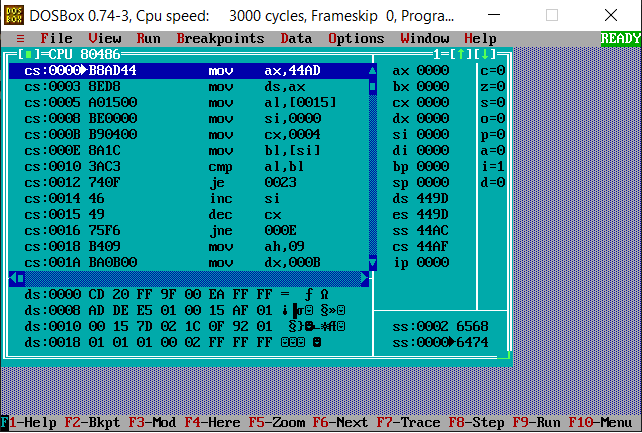 DOSBox 0.74-3, Cpu speed: 3000 cycles, Frameskip 0, Progra...
≡ File View Run Breakpoints Data Options Window Help READY
[■]=CPU 80486 1=[↑][↓]
cs:0000►B8AD44 mov ax,44AD ax 0000 c=0
cs:0003 8ED8 mov ds,ax bx 0000 z=0
cs:0005 A01500 mov al,[0015] cx 0000 s=0
cs:0008 BE0000 mov si,0000 dx 0000 o=0
cs:000B B90400 mov cx,0004 si 0000 p=0
cs:000E 8A1C mov bl,[si] di 0000 a=0
cs:0010 3AC3 cmp al,bl bp 0000 i=1
cs:0012 740F je 0023 sp 0000 d=0
cs:0014 46 inc si ds 449D
cs:0015 49 dec cx es 449D
cs:0016 75F6 jne 000E ss 44AC
cs:0018 B409 mov ah,09 cs 44AF
cs:001A BA0B00 mov dx,000B ip 0000
ds:0000 CD 20 FF 9F 00 EA FF FF = ƒ Ω
ds:0008 AD DE E5 01 00 15 AF 01 ¡▐σ☺ §»☺
ds:0010 00 15 7D 02 1C 0F 92 01 §}☻∟☼Æ☺ ss:0002 6568
ds:0018 01 01 01 00 02 FF FF FF ☺☺☺ ☻ ss:0000►6474
F1-Help F2-Bkpt F3-Mod F4-Here F5-Zoom F6-Next F7-Trace F8-Step F9-Run F10-Menu